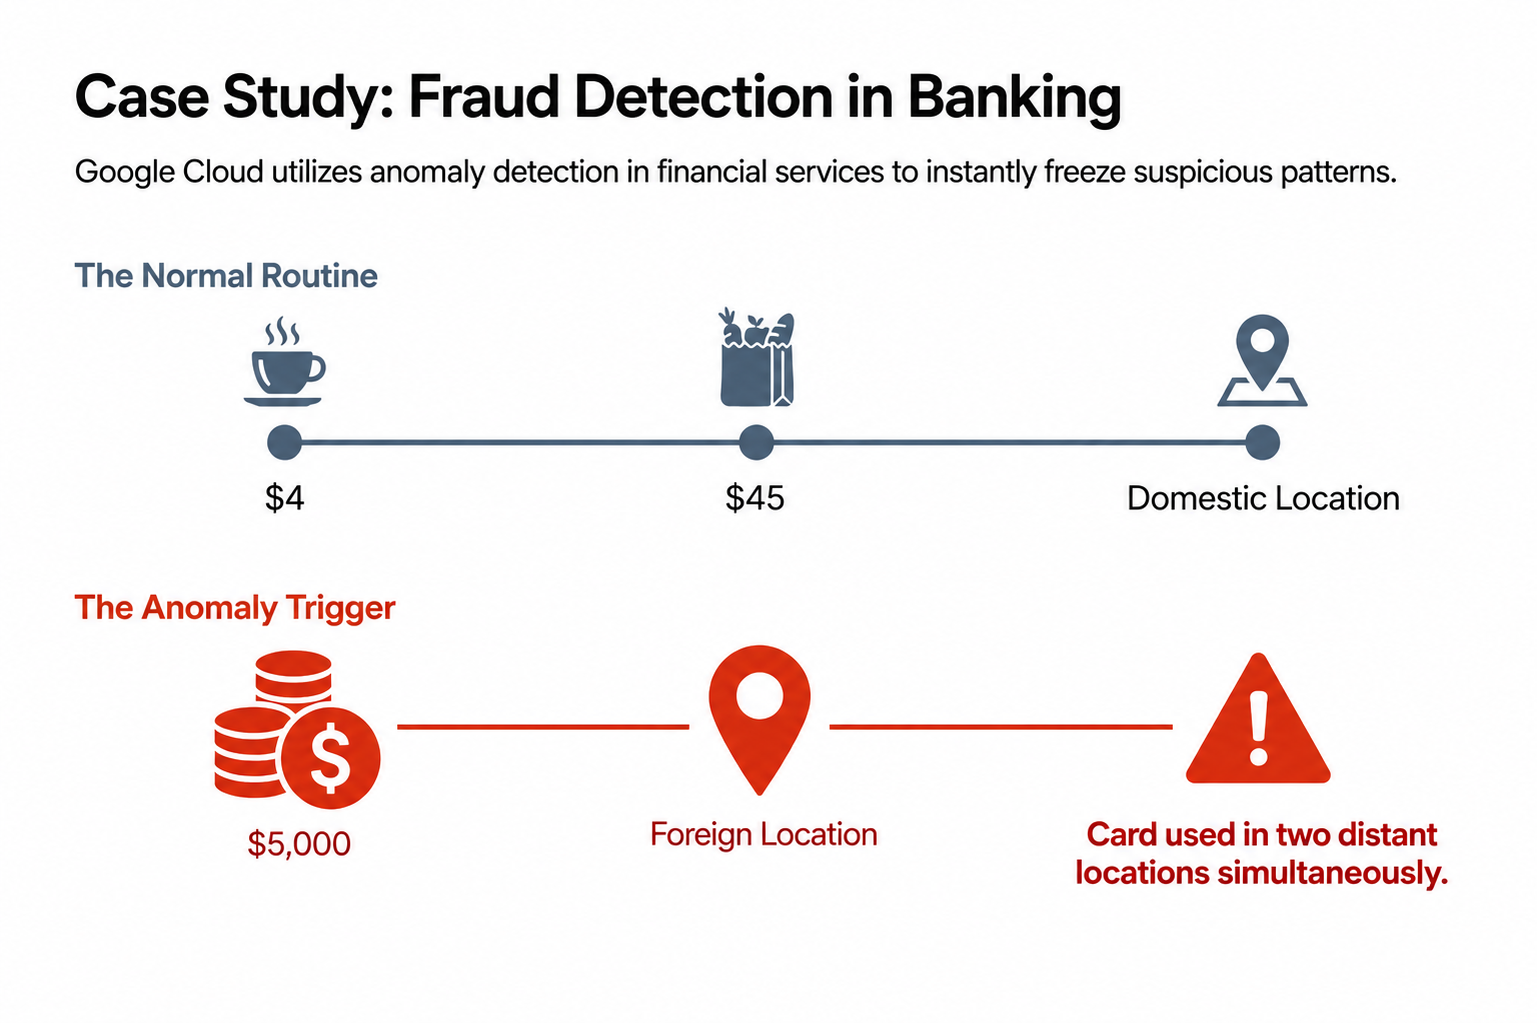 Case Study: Fraud Detection in Banking
Google Cloud utilizes anomaly detection in financial services to instantly freeze suspicious patterns.
The Normal Routine
$4
$45
Domestic Location
The Anomaly Trigger
$
$5,000
Foreign Location
Card used in two distant
locations simultaneously.